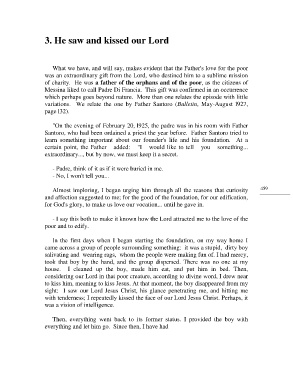 3. He saw and kissed our Lord
What we have, and will say, makes evident that the Father's love for the poor
was an extraordinary gift from the Lord, who destined him to a sublime mission
of charity. He was a father of the orphans and of the poor, as the citizens of
Messina liked to call Padre Di Francia. This gift was confirmed in an occurrence
which perhaps goes beyond nature. More than one relates the episode with little
variations. We relate the one by Father Santoro (Bulletin, May-August 1927,
page 132).
"On the evening of February 20, 1925, the padre was in his room with Father
Santoro, who had been ordained a priest the year before. Father Santoro tried to
learn something important about our founder's life and his foundation. At a
certain point, the Father added: "I would like to tell you something...
extraordinary..., but by now, we must keep it a secret.
- Padre, think of it as if it were buried in me.
- No, I won't tell you...
Almost imploring, I began urging him through all the reasons that curiosity
and affection suggested to me; for the good of the foundation, for our edification,
for God's glory, to make us love our vocation... until he gave in.
- I say this both to make it known how the Lord attracted me to the love of the
poor and to edify.
In the first days when I began starting the foundation, on my way home I
came across a group of people surrounding something: it was a stupid, dirty boy
salivating and wearing rags, whom the people were making fun of. I had mercy,
took that boy by the hand, and the group dispersed. There was no one at my
house. I cleaned up the boy, made him eat, and put him in bed. Then,
considering our Lord in that poor creature, according to divine word, I drew near
to kiss him, meaning to kiss Jesus. At that moment, the boy disappeared from my
sight; I saw our Lord Jesus Christ, his glance penetrating me, and hitting me
with tenderness; I repeatedly kissed the face of our Lord Jesus Christ. Perhaps, it
was a vision of intelligence.
Then, everything went back to its former status. I provided the boy with
everything and let him go. Since then, I have had